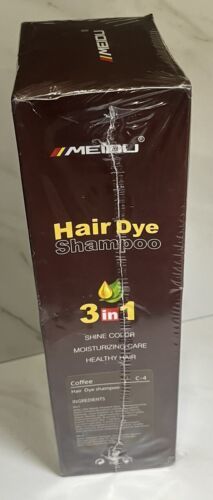 MEIDU®
Hair Dye
Shampoo
3 in 1
SHINE COLOR
MOISTURIZING CARE
HEALTHY HAIR
Coffee C-4
Hair Dye shampoo
INGREDIENTS